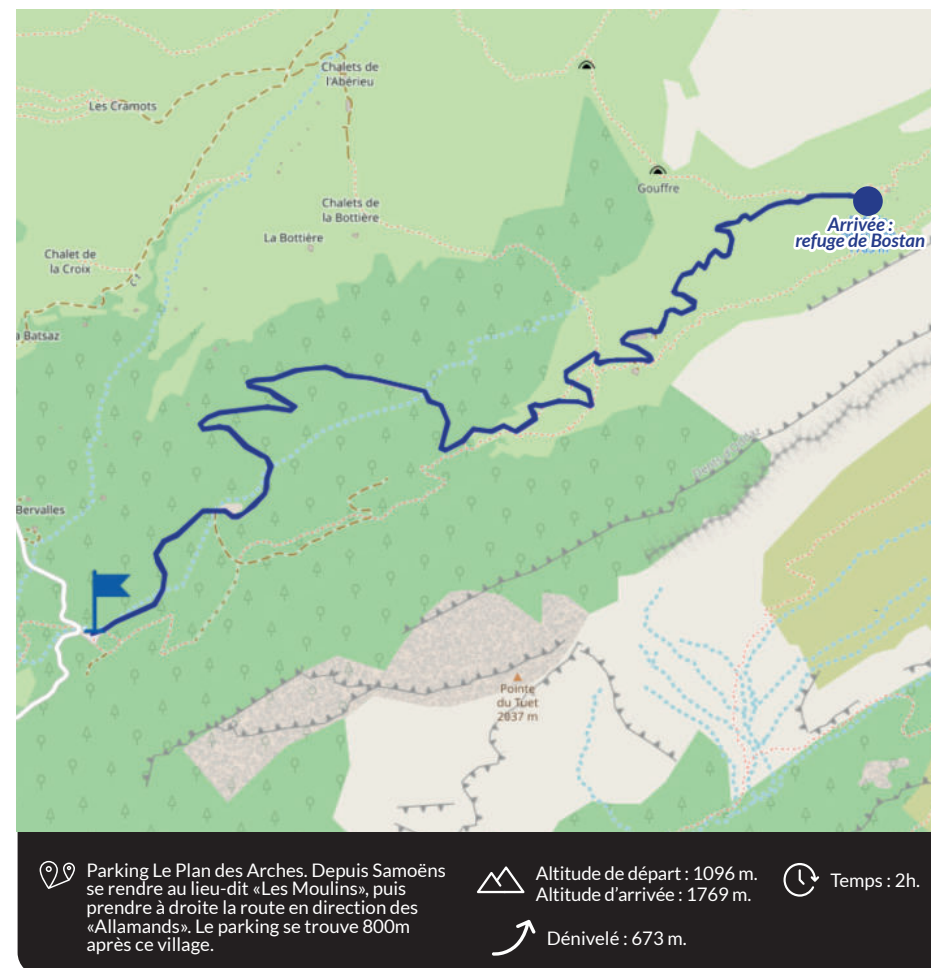 Chalets de
l'Abérieu
Les Cramots
Gouffre
Chalets de
la Bottière
La Bottière
Arrivée :
refuge de Bostan
Chalet de
la Croix
a Batsaz
Bervalles
Pointe
du Tuet
2037 m
Parking Le Plan des Arches. Depuis Samoëns
se rendre au lieu-dit «Les Moulins», puis
prendre à droite la route en direction des
«Allamands». Le parking se trouve 800m
après ce village.
Altitude de départ : 1096 m.
Altitude d'arrivée : 1769 m.
Dénivelé : 673 m.
Temps : 2h.